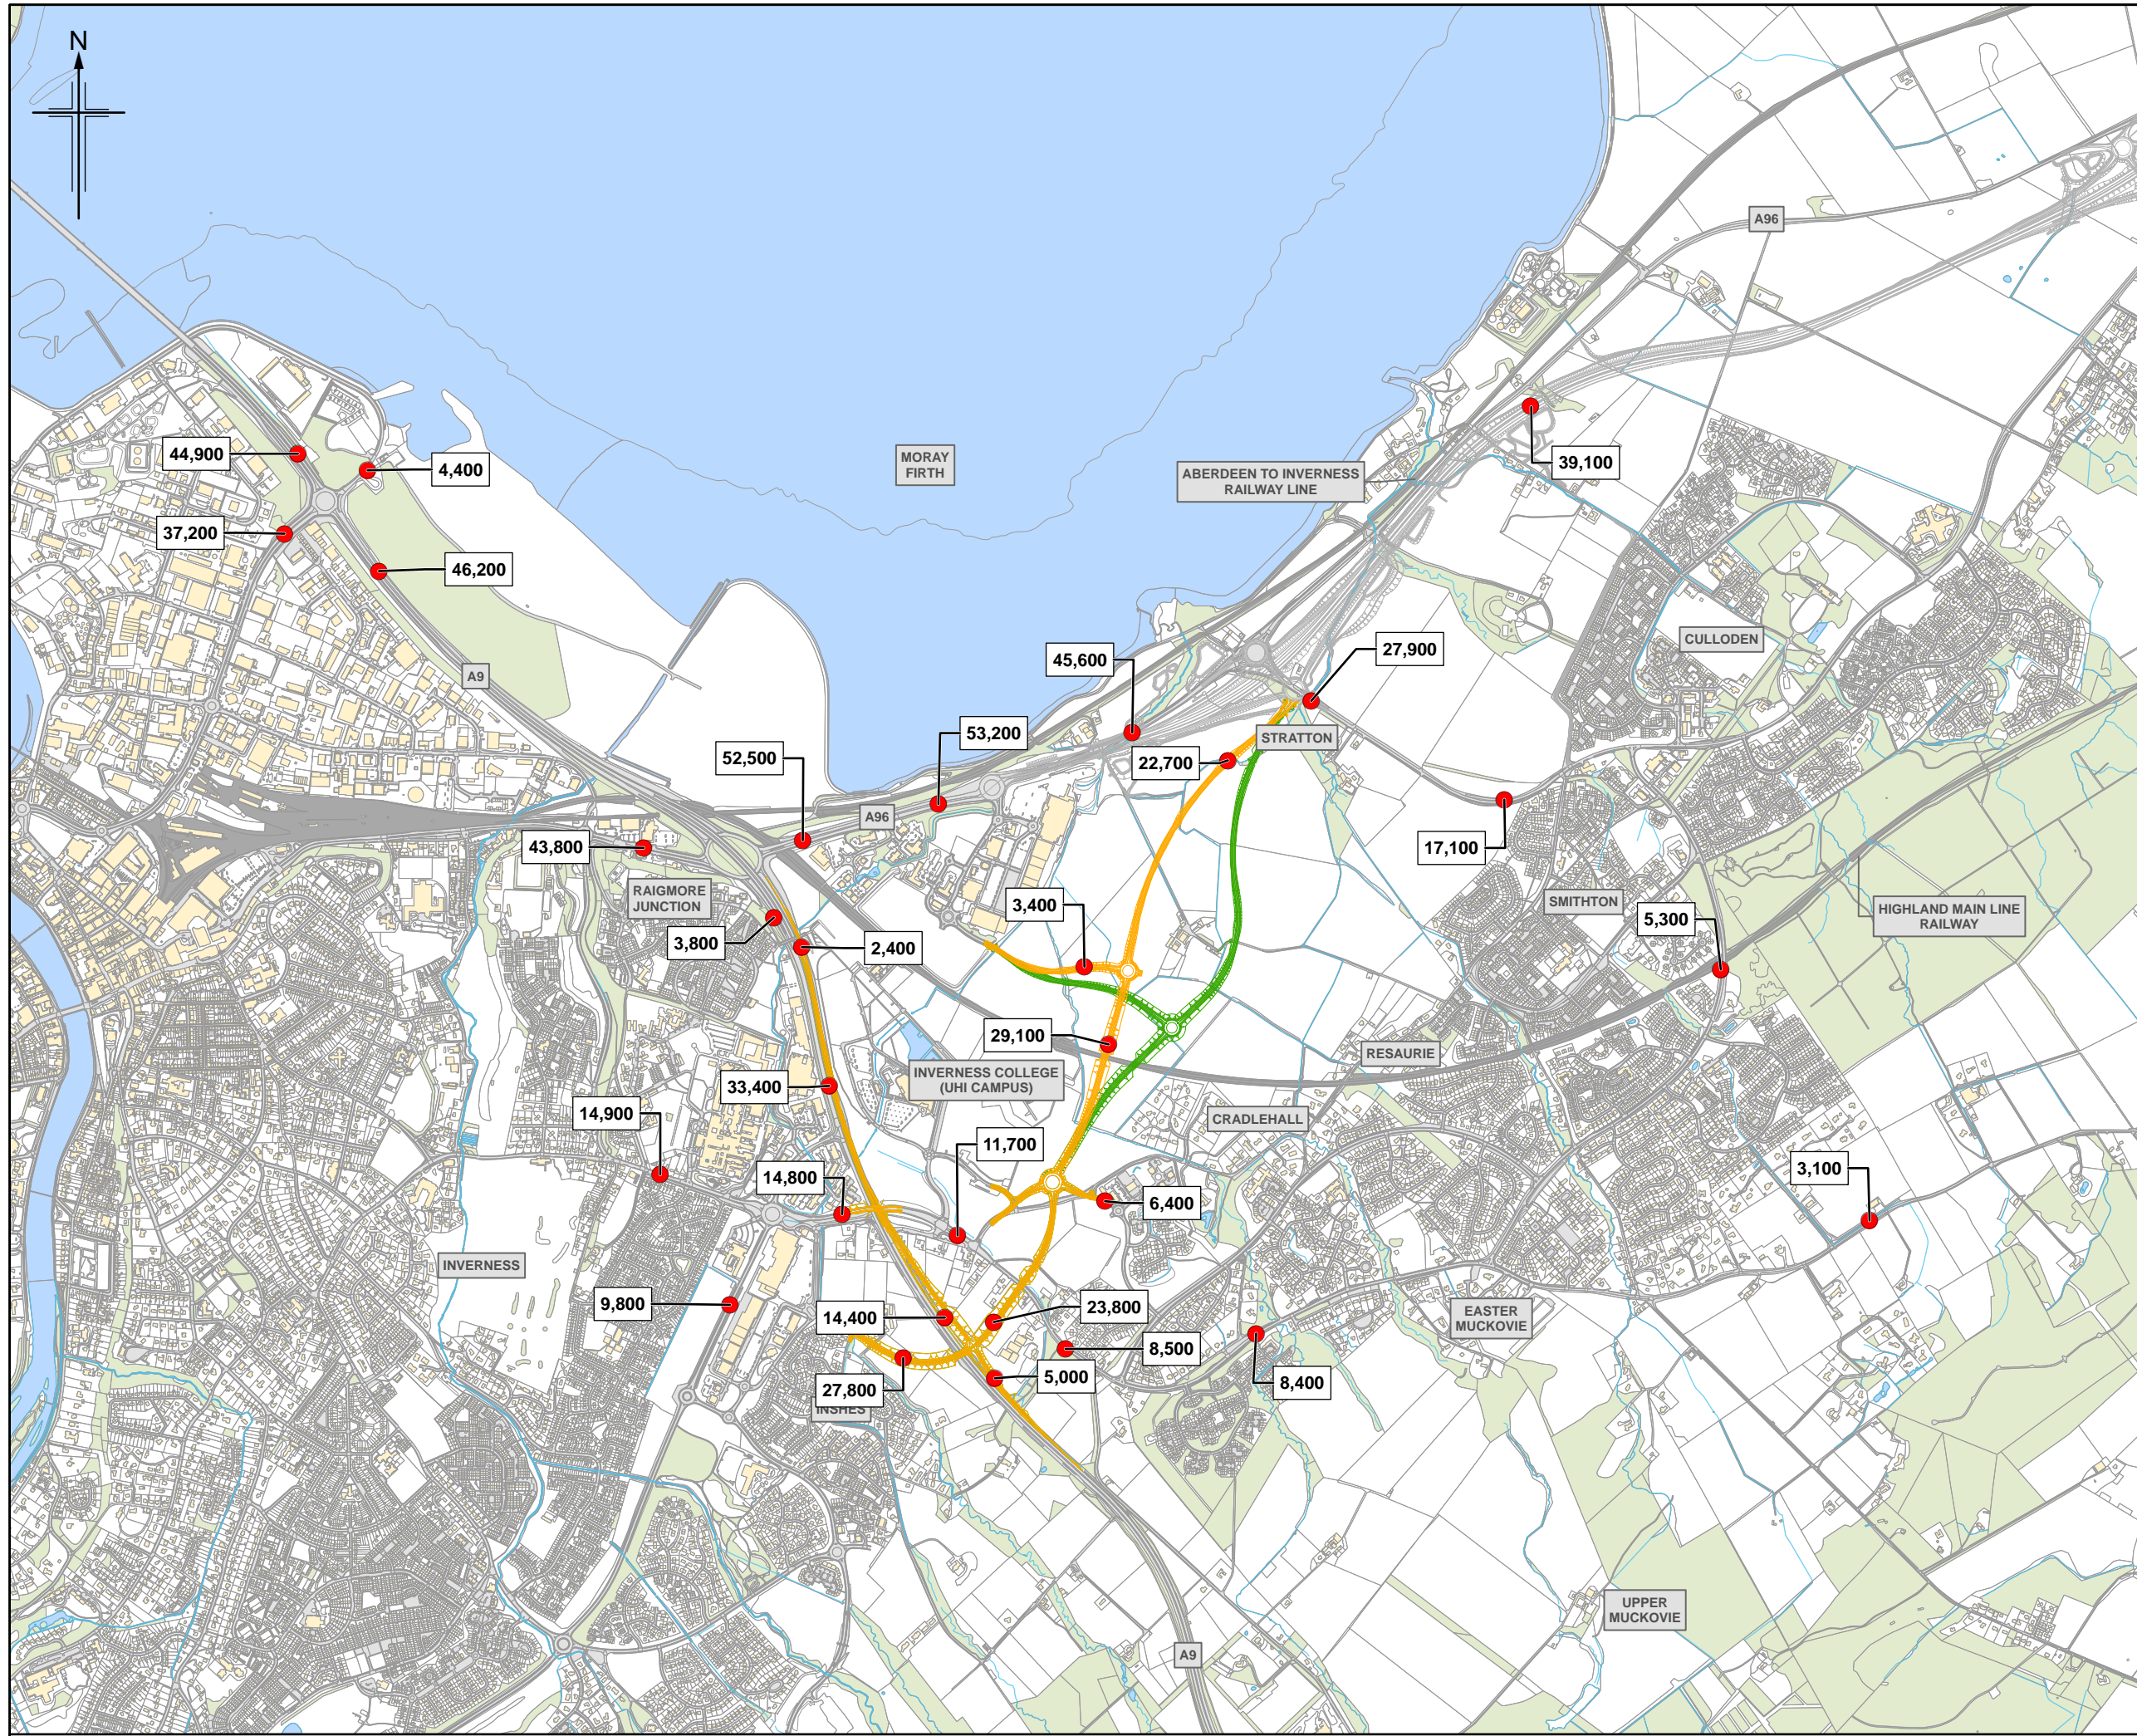 N
A96
44,900
4,400
MORAY
FIRTH
ABERDEEN TO INVERNESS
RAILWAY LINE
39,100
37,200
46,200
CULLODEN
27,900
45,600
A9
53,200
STRATTON
52,500
22,700
A96
43,800
17,100
RAIGMORE
JUNCTION
3,400
SMITHTON
HIGHLAND MAIN LINE
RAILWAY
5,300
3,800
2,400
29,100
RESAURIE
INVERNESS COLLEGE
(UHI CAMPUS)
33,400
14,900
CRADLEHALL
11,700
14,800
3,100
6,400
INVERNESS
9,800
14,400
23,800
EASTER
MUCKOVIE
8,500
27,800
5,000
8,400
INSHES
UPPER
MUCKOVIE
A9